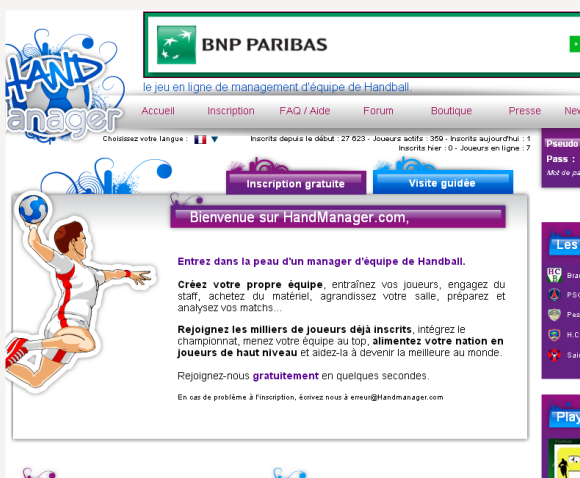 BNP PARIBAS
HAND
anager
le jeu en ligne de management d'équipe de Handball.
Accueil Inscription FAQ / Aide Forum Boutique Presse
Choisissez votre langue :
Inscrits depuis le début : 27 623 - Joueurs actifs : 359 - Inscrits aujourd'hui : 1
Inscrits hier : 0 - Joueurs en ligne : 7
Pseudo
Pass :
Inscription gratuite
Visite guidée
Bienvenue sur HandManager.com,
Entrez dans la peau d'un manager d'équipe de Handball.
Créez votre propre équipe, entraînez vos joueurs, engagez du
staff, achetez du matériel, agrandissez votre salle, préparez et
analysez vos matchs...
Rejoignez les milliers de joueurs déjà inscrits, intégrez le
championnat, menez votre équipe au top, alimentez votre nation en
joueurs de haut niveau et aidez-la à devenir la meilleure au monde.
Rejoignez-nous gratuitement en quelques secondes.
En cas de problème à l'inscription, écrivez nous à erreur@Handmanager.com
Les
HCB
PSG
H.C
Play